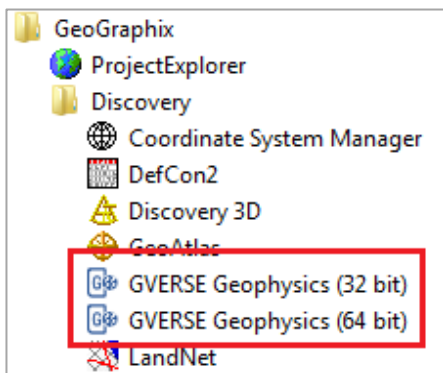 GeoGraphix
ProjectExplorer
Discovery
Coordinate System Manager
DefCon2
Discovery 3D
GeoAtlas
GVERSE Geophysics (32 bit)
GVERSE Geophysics (64 bit)
LandNet